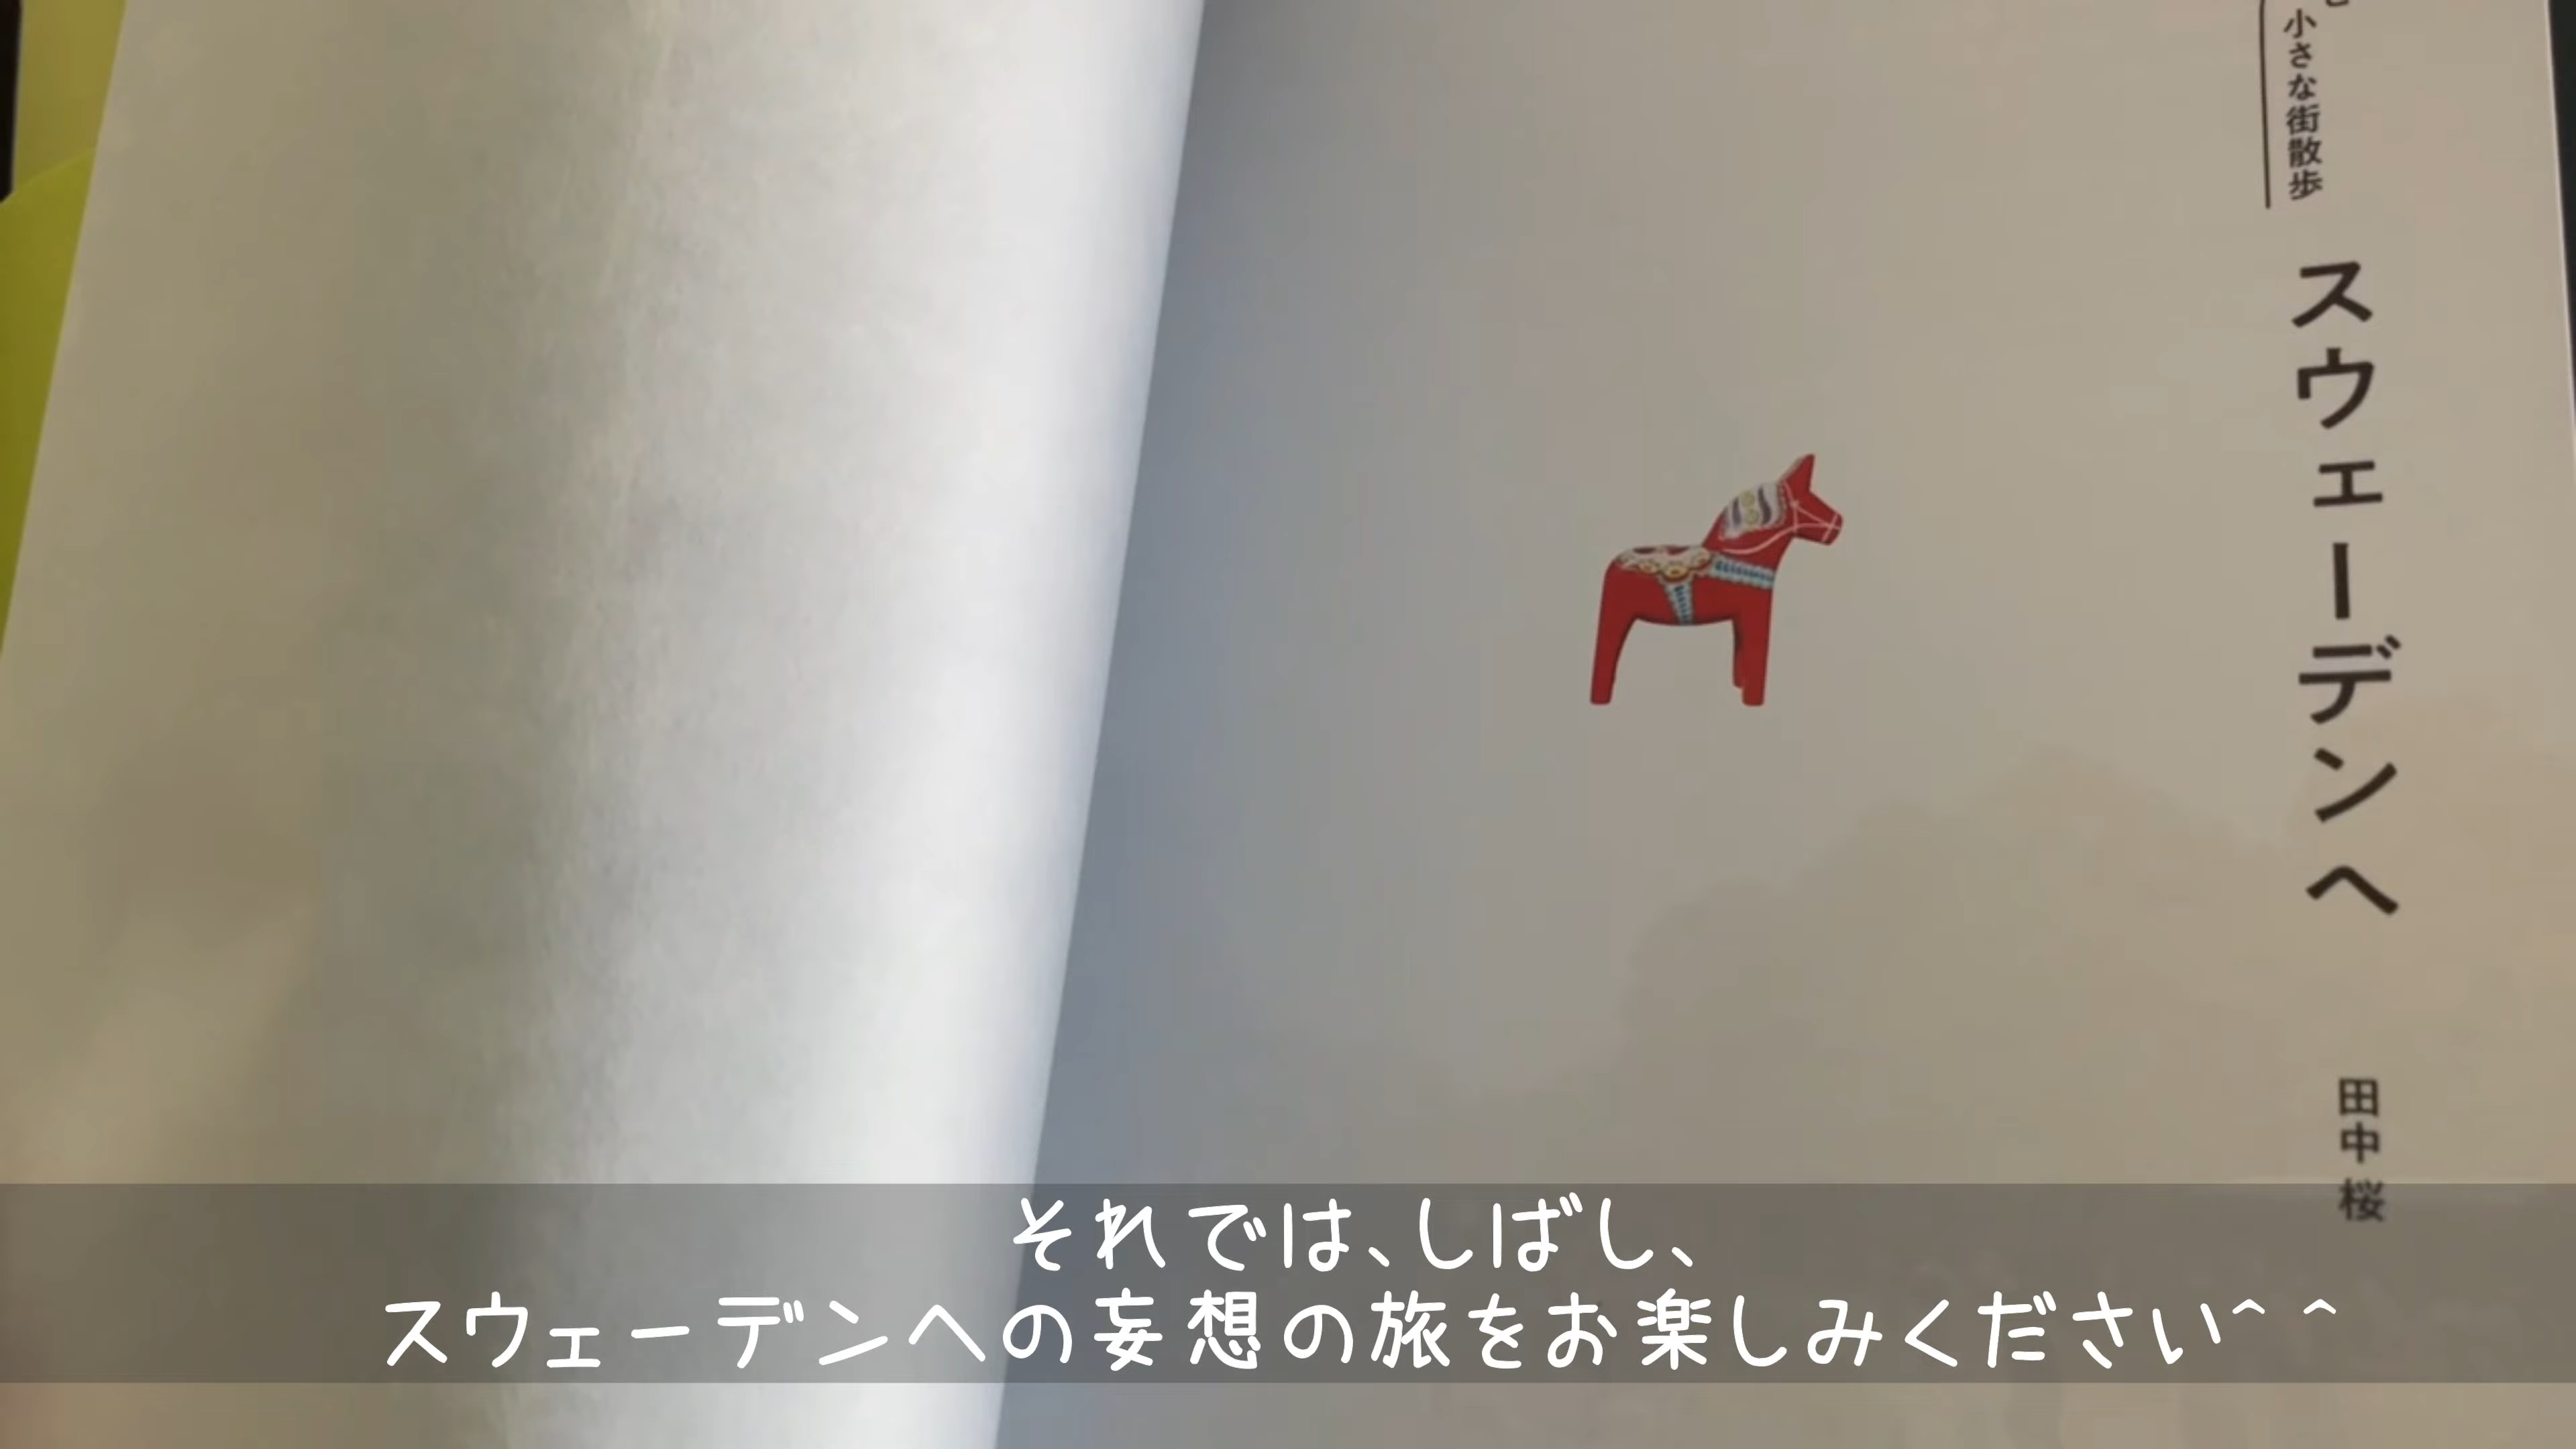 小さな街散歩
スウェーデンへ
田中 桜
それでは、しばし、
スウェーデンへの妄想の旅をお楽しみください^ ^